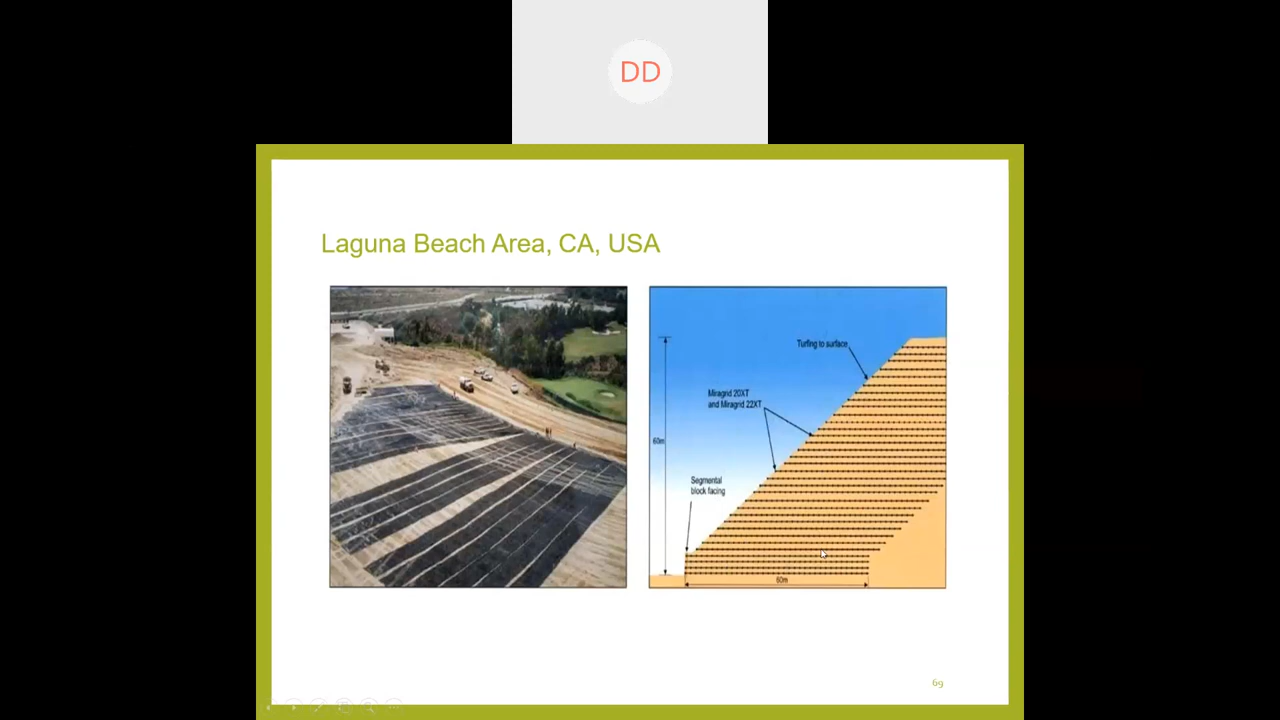 DD
Laguna Beach Area, CA, USA
Turfing to surface
Miragrid 20XT
and Miragrid 22XT
60m
Segmental
block facing
60m
69